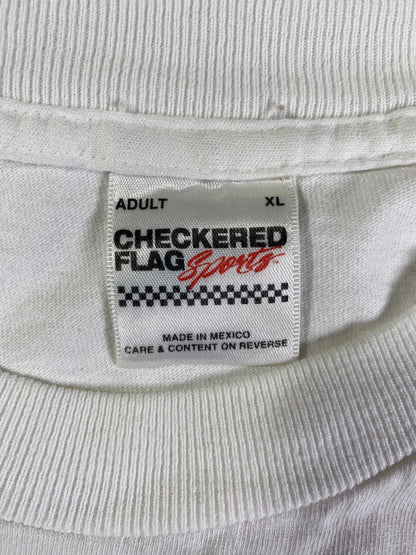 ADULT XL
CHECKERED
FLAG Sports
MADE IN MEXICO
CARE & CONTENT ON REVERSE